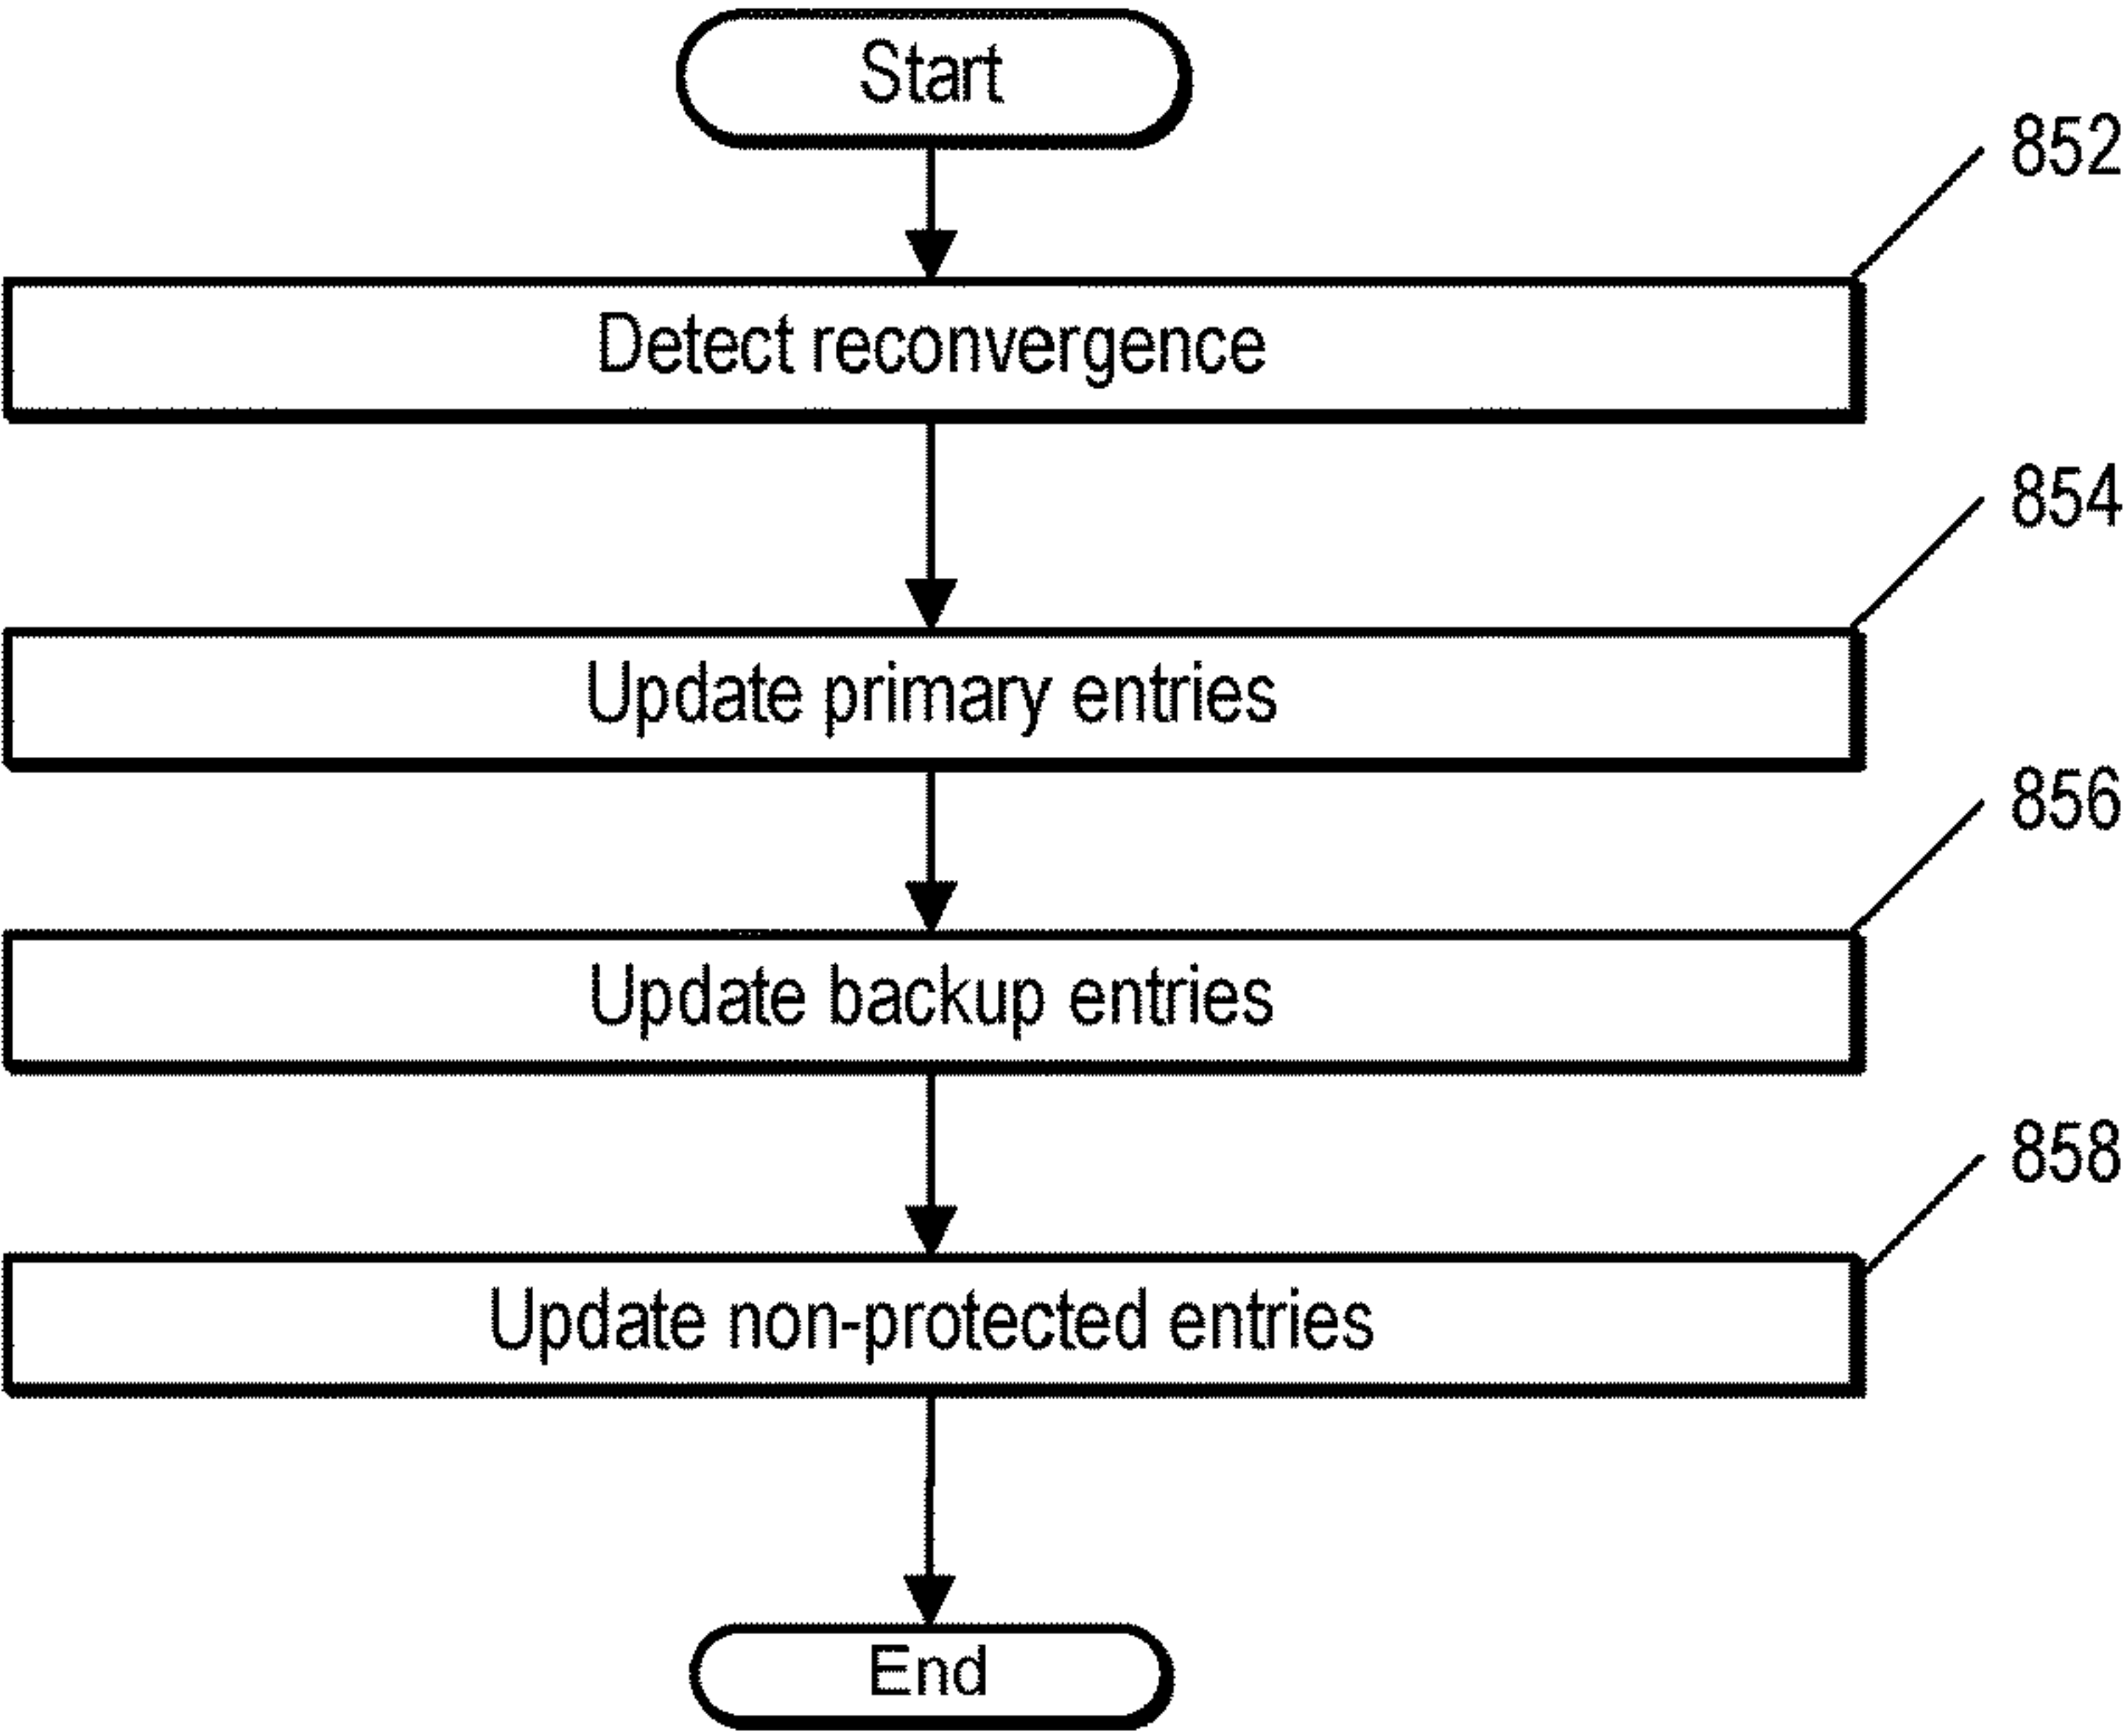 Start
852
Detect reconvergence
854
Update primary entries
856
Update backup entries
858
Update non-protected entries
End